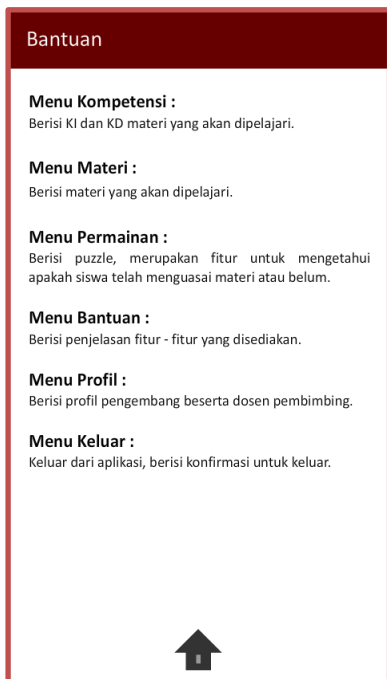 Bantuan
Menu Kompetensi :
Berisi KI dan KD materi yang akan dipelajari.
Menu Materi :
Berisi materi yang akan dipelajari.
Menu Permainan :
Berisi puzzle, merupakan fitur untuk mengetahui
apakah siswa telah menguasai materi atau belum.
Menu Bantuan :
Berisi penjelasan fitur - fitur yang disediakan.
Menu Profil :
Berisi profil pengembang beserta dosen pembimbing.
Menu Keluar :
Keluar dari aplikasi, berisi konfirmasi untuk keluar.